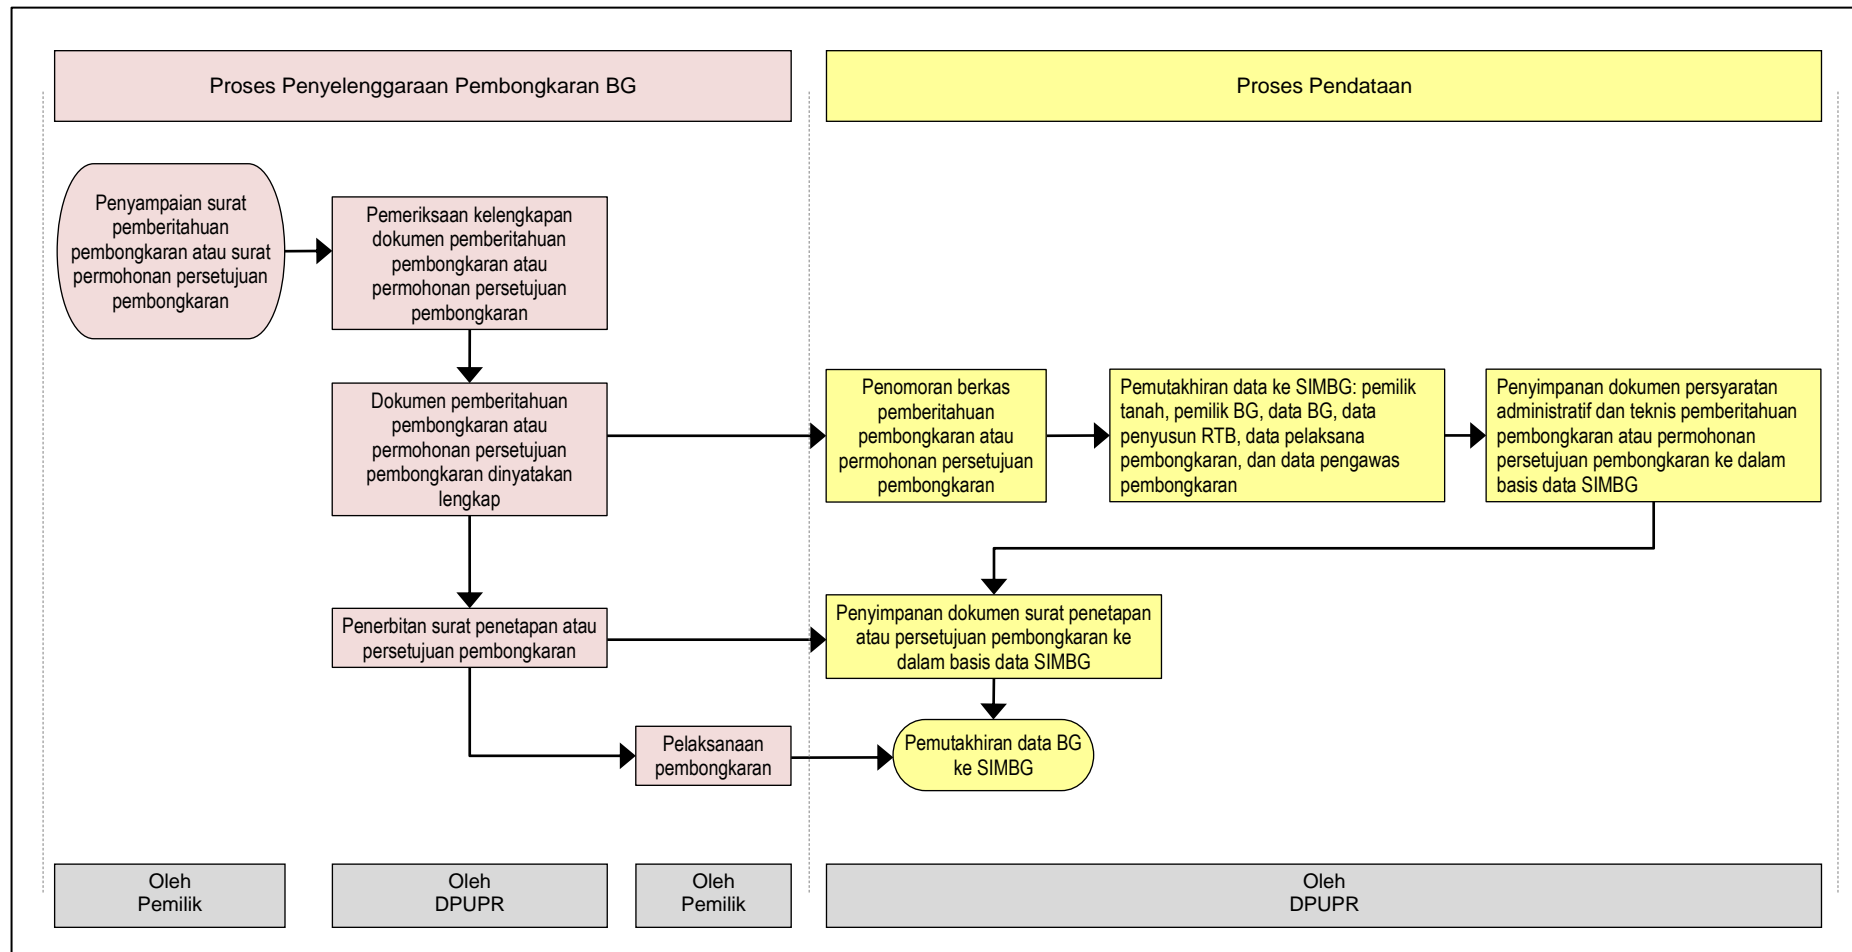 Proses Penyelenggaraan Pembongkaran BG
Proses Pendataan
Penyampaian surat
pemberitahuan
pembongkaran atau surat
permohonan persetujuan
pembongkaran
Pemeriksaan kelengkapan
dokumen pemberitahuan
pembongkaran atau
permohonan persetujuan
pembongkaran
Dokumen pemberitahuan
pembongkaran atau
permohonan persetujuan
pembongkaran dinyatakan
lengkap
Penomoran berkas
pemberitahuan
pembongkaran atau
permohonan persetujuan
pembongkaran
Pemutakhiran data ke SIMBG: pemilik
tanah, pemilik BG, data BG, data
penyusun RTB, data pelaksana
pembongkaran, dan data pengawas
pembongkaran
Penyimpanan dokumen persyaratan
administratif dan teknis pemberitahuan
pembongkaran atau permohonan
persetujuan pembongkaran ke dalam
basis data SIMBG
Penerbitan surat penetapan atau
persetujuan pembongkaran
Penyimpanan dokumen surat penetapan
atau persetujuan pembongkaran ke
dalam basis data SIMBG
Pelaksanaan
pembongkaran
Pemutakhiran data BG
ke SIMBG
Oleh
Pemilik
Oleh
DPUPR
Oleh
Pemilik
Oleh
DPUPR